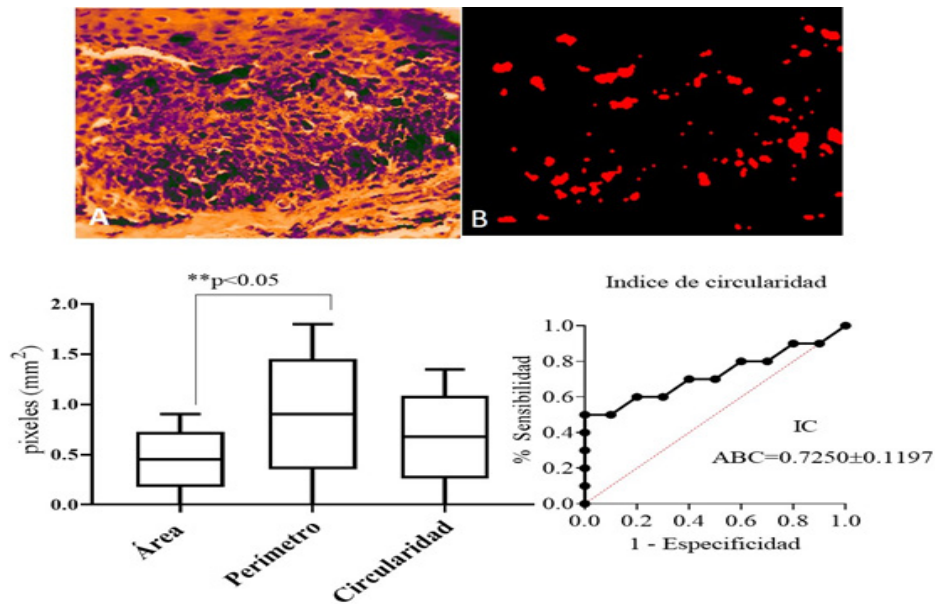 A
B
**p<0.05
pixeles (mm²)
2.0
1.5
1.0
0.5
0.0
Área
Perímetro
Circularidad
Indice de circularidad
% Sensibilidad
1.0
0.8
0.6
0.4
0.2
0.0
IC
ABC=0.7250±0.1197
0.0 0.2 0.4 0.6 0.8 1.0
1 - Especificidad